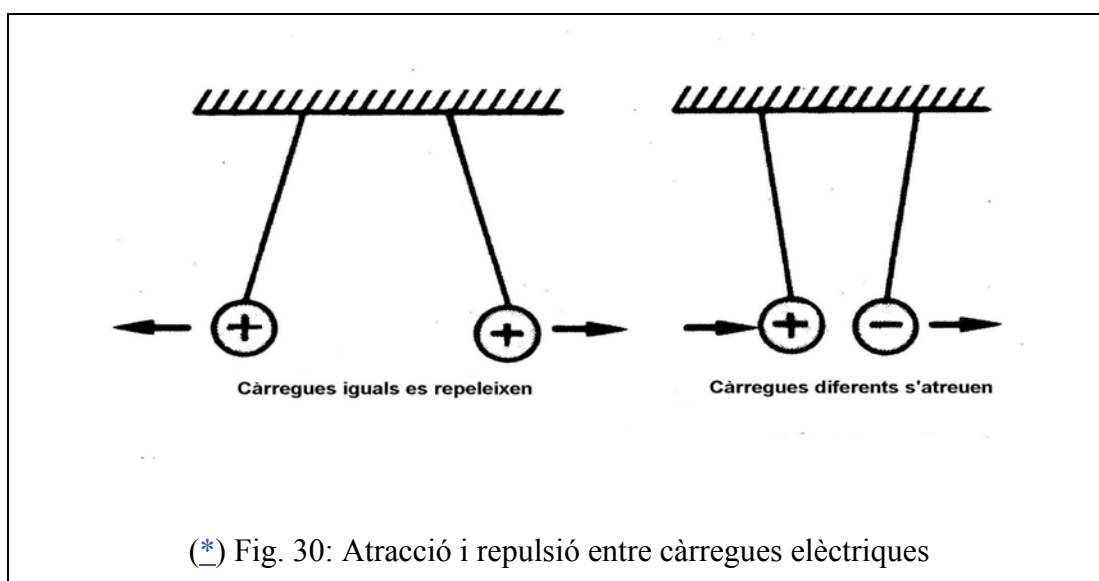 + + + −
Càrregues iguals es repeleixen
Càrregues diferents s'atreuen
(*) Fig. 30: Atracció i repulsió entre càrregues elèctriques